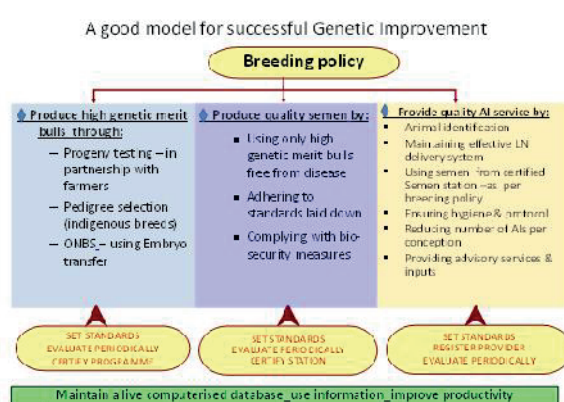 A good model for successful Genetic Improvement
Breeding policy
Produce high genetic merit
bulls through:
– Progeny testing – in
partnership with
farmers
– Pedigree selection
(indigenous breeds)
– ONBS – using Embryo
transfer
Produce quality semen by:
Using only high
genetic merit bulls
free from disease
Adhering to
standards laid down
Complying with bio-
security measures
Provide quality AI service by:
Animal identification
Maintaining effective LN
delivery system
Using semen from certified
Semen station – as per
breeding policy
Ensuring hygiene & protocol
Reducing number of AIs per
conception
Providing advisory services &
inputs
SET STANDARDS
EVALUATE PERIODICALLY
CERTIFY PROGRAMME
SET STANDARDS
EVALUATE PERIODICALLY
CERTIFY STATION
SET STANDARDS
REGISTER PROVIDER
EVALUATE PERIODICALLY
Maintain a live computerised database_use information_improve productivity